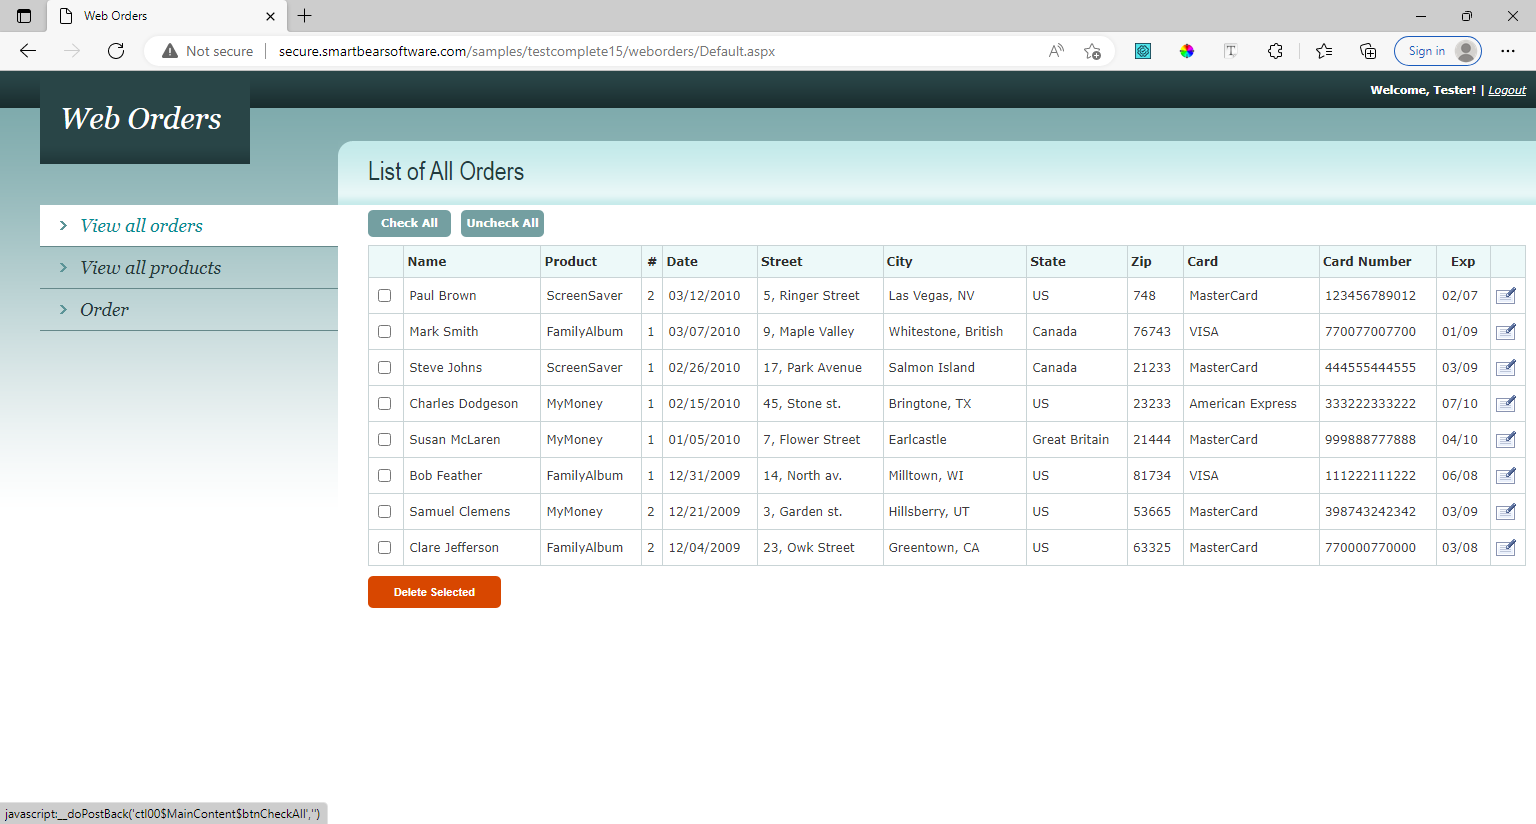 Web Orders
Not secure
secure.smartbearsoftware.com/samples/testcomplete15/weborders/Default.aspx
Sign in
Welcome, Tester! | Logout
Web Orders
List of All Orders
View all orders
View all products
Order
Check All Uncheck All
Name Product # Date Street City State Zip Card Card Number Exp
Paul Brown ScreenSaver 2 03/12/2010 5, Ringer Street Las Vegas, NV US 748 MasterCard 123456789012 02/07
Mark Smith FamilyAlbum 1 03/07/2010 9, Maple Valley Whitestone, British Canada 76743 VISA 770077007700 01/09
Steve Johns ScreenSaver 1 02/26/2010 17, Park Avenue Salmon Island Canada 21233 MasterCard 444555444555 03/09
Charles Dodgeson MyMoney 1 02/15/2010 45, Stone st. Bringtone, TX US 23233 American Express 333222333222 07/10
Susan McLaren MyMoney 1 01/05/2010 7, Flower Street Earlcastle Great Britain 21444 MasterCard 999888777888 04/10
Bob Feather FamilyAlbum 1 12/31/2009 14, North av. Milltown, WI US 81734 VISA 111222111222 06/08
Samuel Clemens MyMoney 2 12/21/2009 3, Garden st. Hillsberry, UT US 53665 MasterCard 398743242342 03/09
Clare Jefferson FamilyAlbum 2 12/04/2009 23, Owk Street Greentown, CA US 63325 MasterCard 770000770000 03/08
Delete Selected
javascript:__doPostBack('ctl00$MainContent$btnCheckAll','')